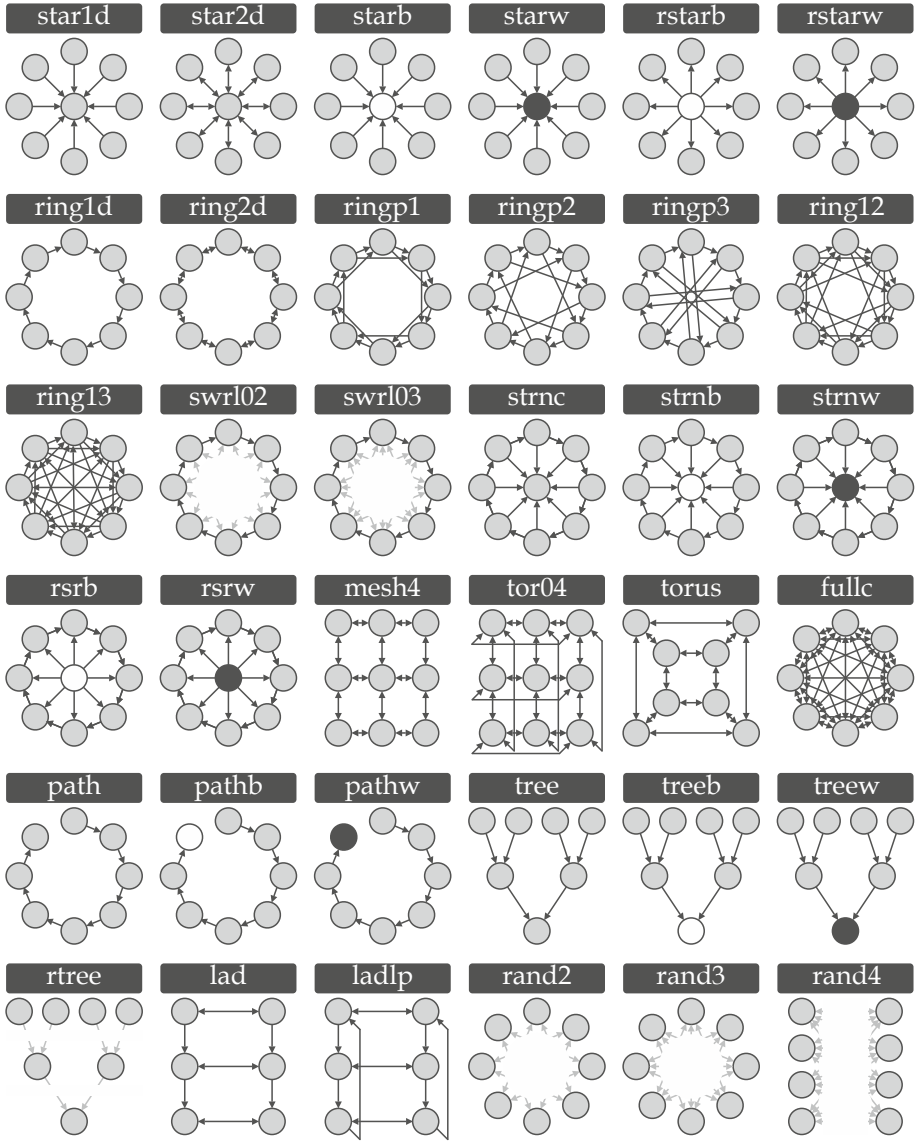 star1d star2d starb starw rstarb rstarw
ring1d ring2d ringp1 ringp2 ringp3 ring12
ring13 swrl02 swrl03 strnc strnb strnw
rsrb rsrw mesh4 tor04 torus fullc
path pathb pathw tree treeb treew
rtree lad ladlp rand2 rand3 rand4